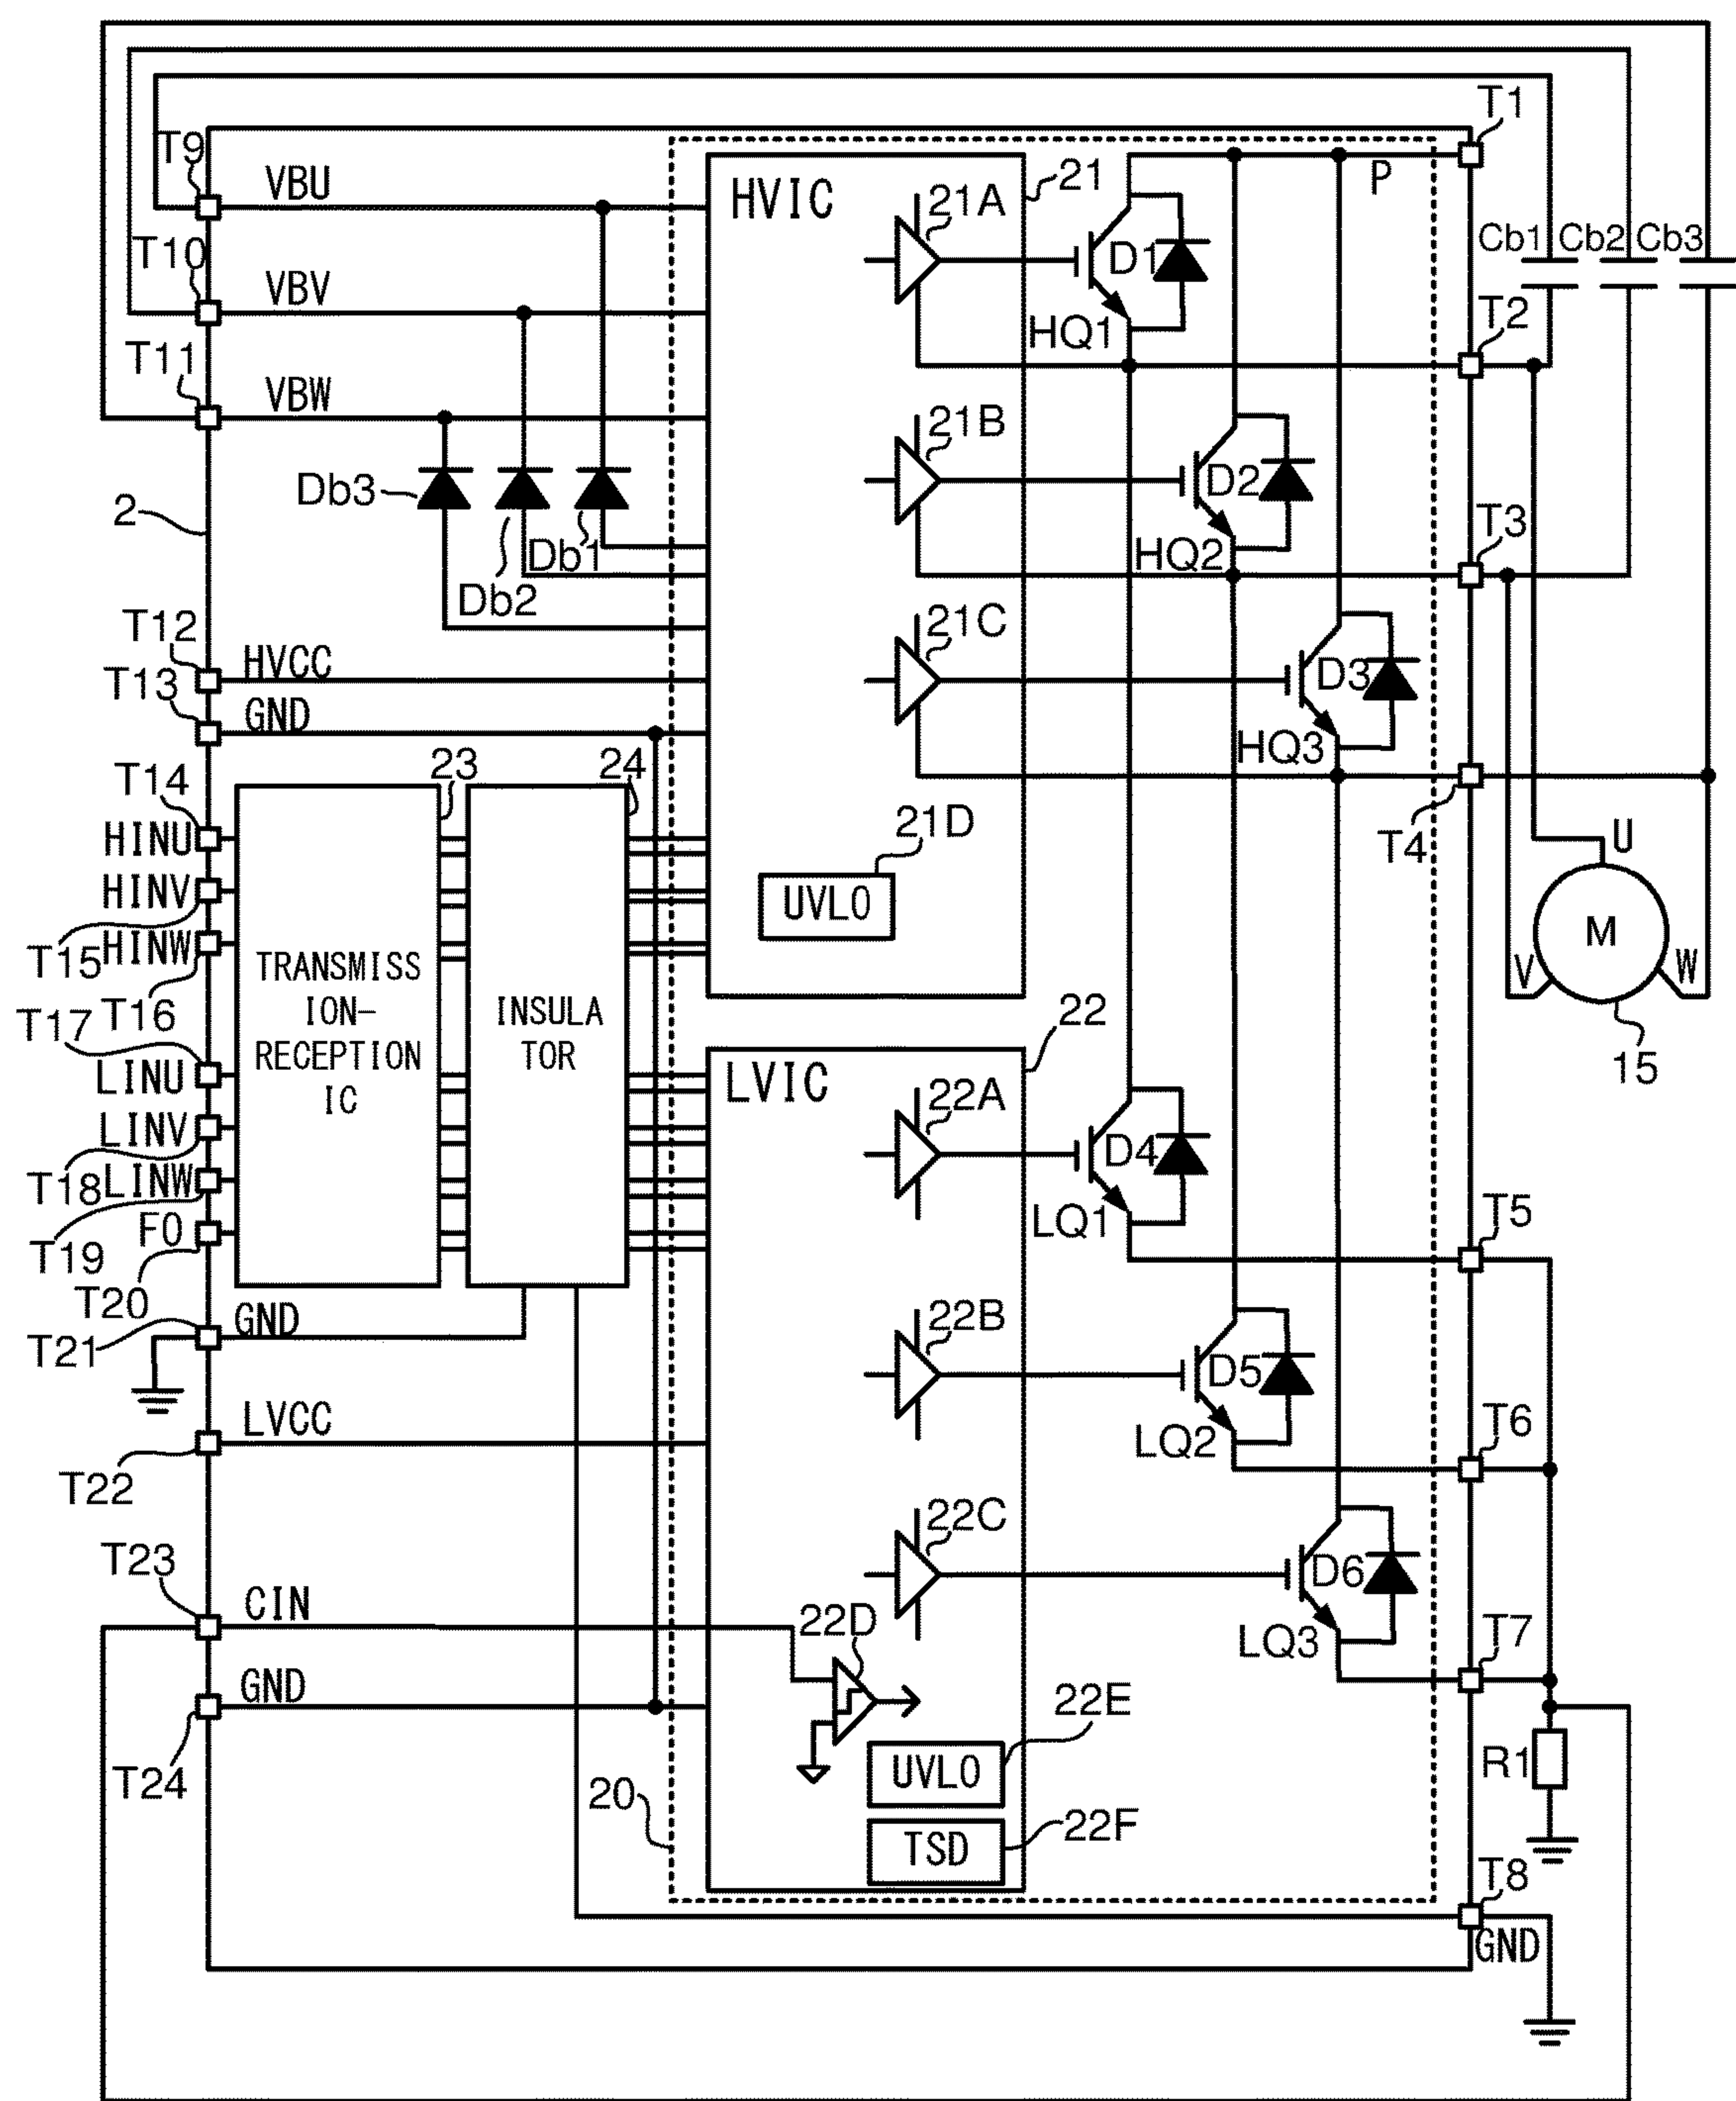 T1
T9
VBU
HVIC
21
P
21A
T10
Cb1
Cb2
Cb3
D1
VBV
T2
HQ1
T11
VBW
21B
Db3
D2
2
T3
Db1
HQ2
Db2
T12
21C
HVCC
D3
T13
GND
HQ3
23
24
T14
21D
T4
U
HINU
HINV
UVLO
M
T15
HINW
TRANSMISS
ION-
RECEPTION
IC
INSULA
TOR
V
W
T16
T17
22
15
LINU
LVIC
22A
LINV
D4
T18
LINW
T5
LQ1
F0
T19
T20
GND
22B
T21
D5
LVCC
T6
LQ2
T22
22C
T23
D6
CIN
22D
T7
LQ3
GND
22E
R1
T24
UVLO
20
22F
TSD
T8
GND